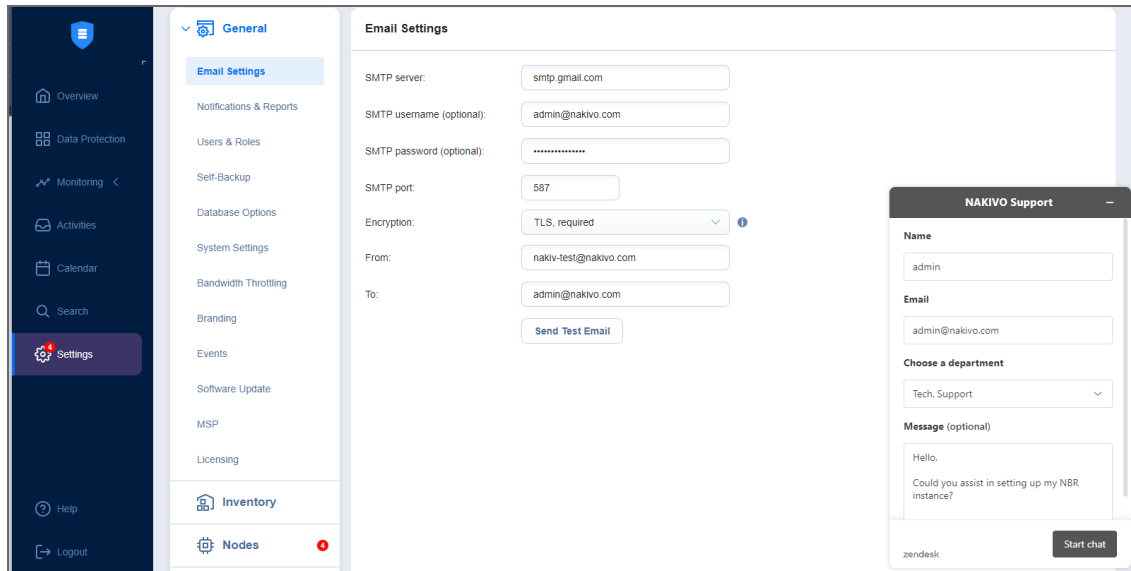 Overview
Data Protection
Monitoring
Activities
Calendar
Search
4
Settings
Help
Logout
General
Email Settings
Notifications & Reports
Users & Roles
Self-Backup
Database Options
System Settings
Bandwidth Throttling
Branding
Events
Software Update
MSP
Licensing
Inventory
Nodes 4
Email Settings
SMTP server: smtp.gmail.com
SMTP username (optional): admin@nakivo.com
SMTP password (optional): •••••••••••••••
SMTP port: 587
Encryption: TLS, required
From: nakiv-test@nakivo.com
To: admin@nakivo.com
Send Test Email
NAKIVO Support
Name
admin
Email
admin@nakivo.com
Choose a department
Tech. Support
Message (optional)
Hello,
Could you assist in setting up my NBR
instance?
zendesk
Start chat